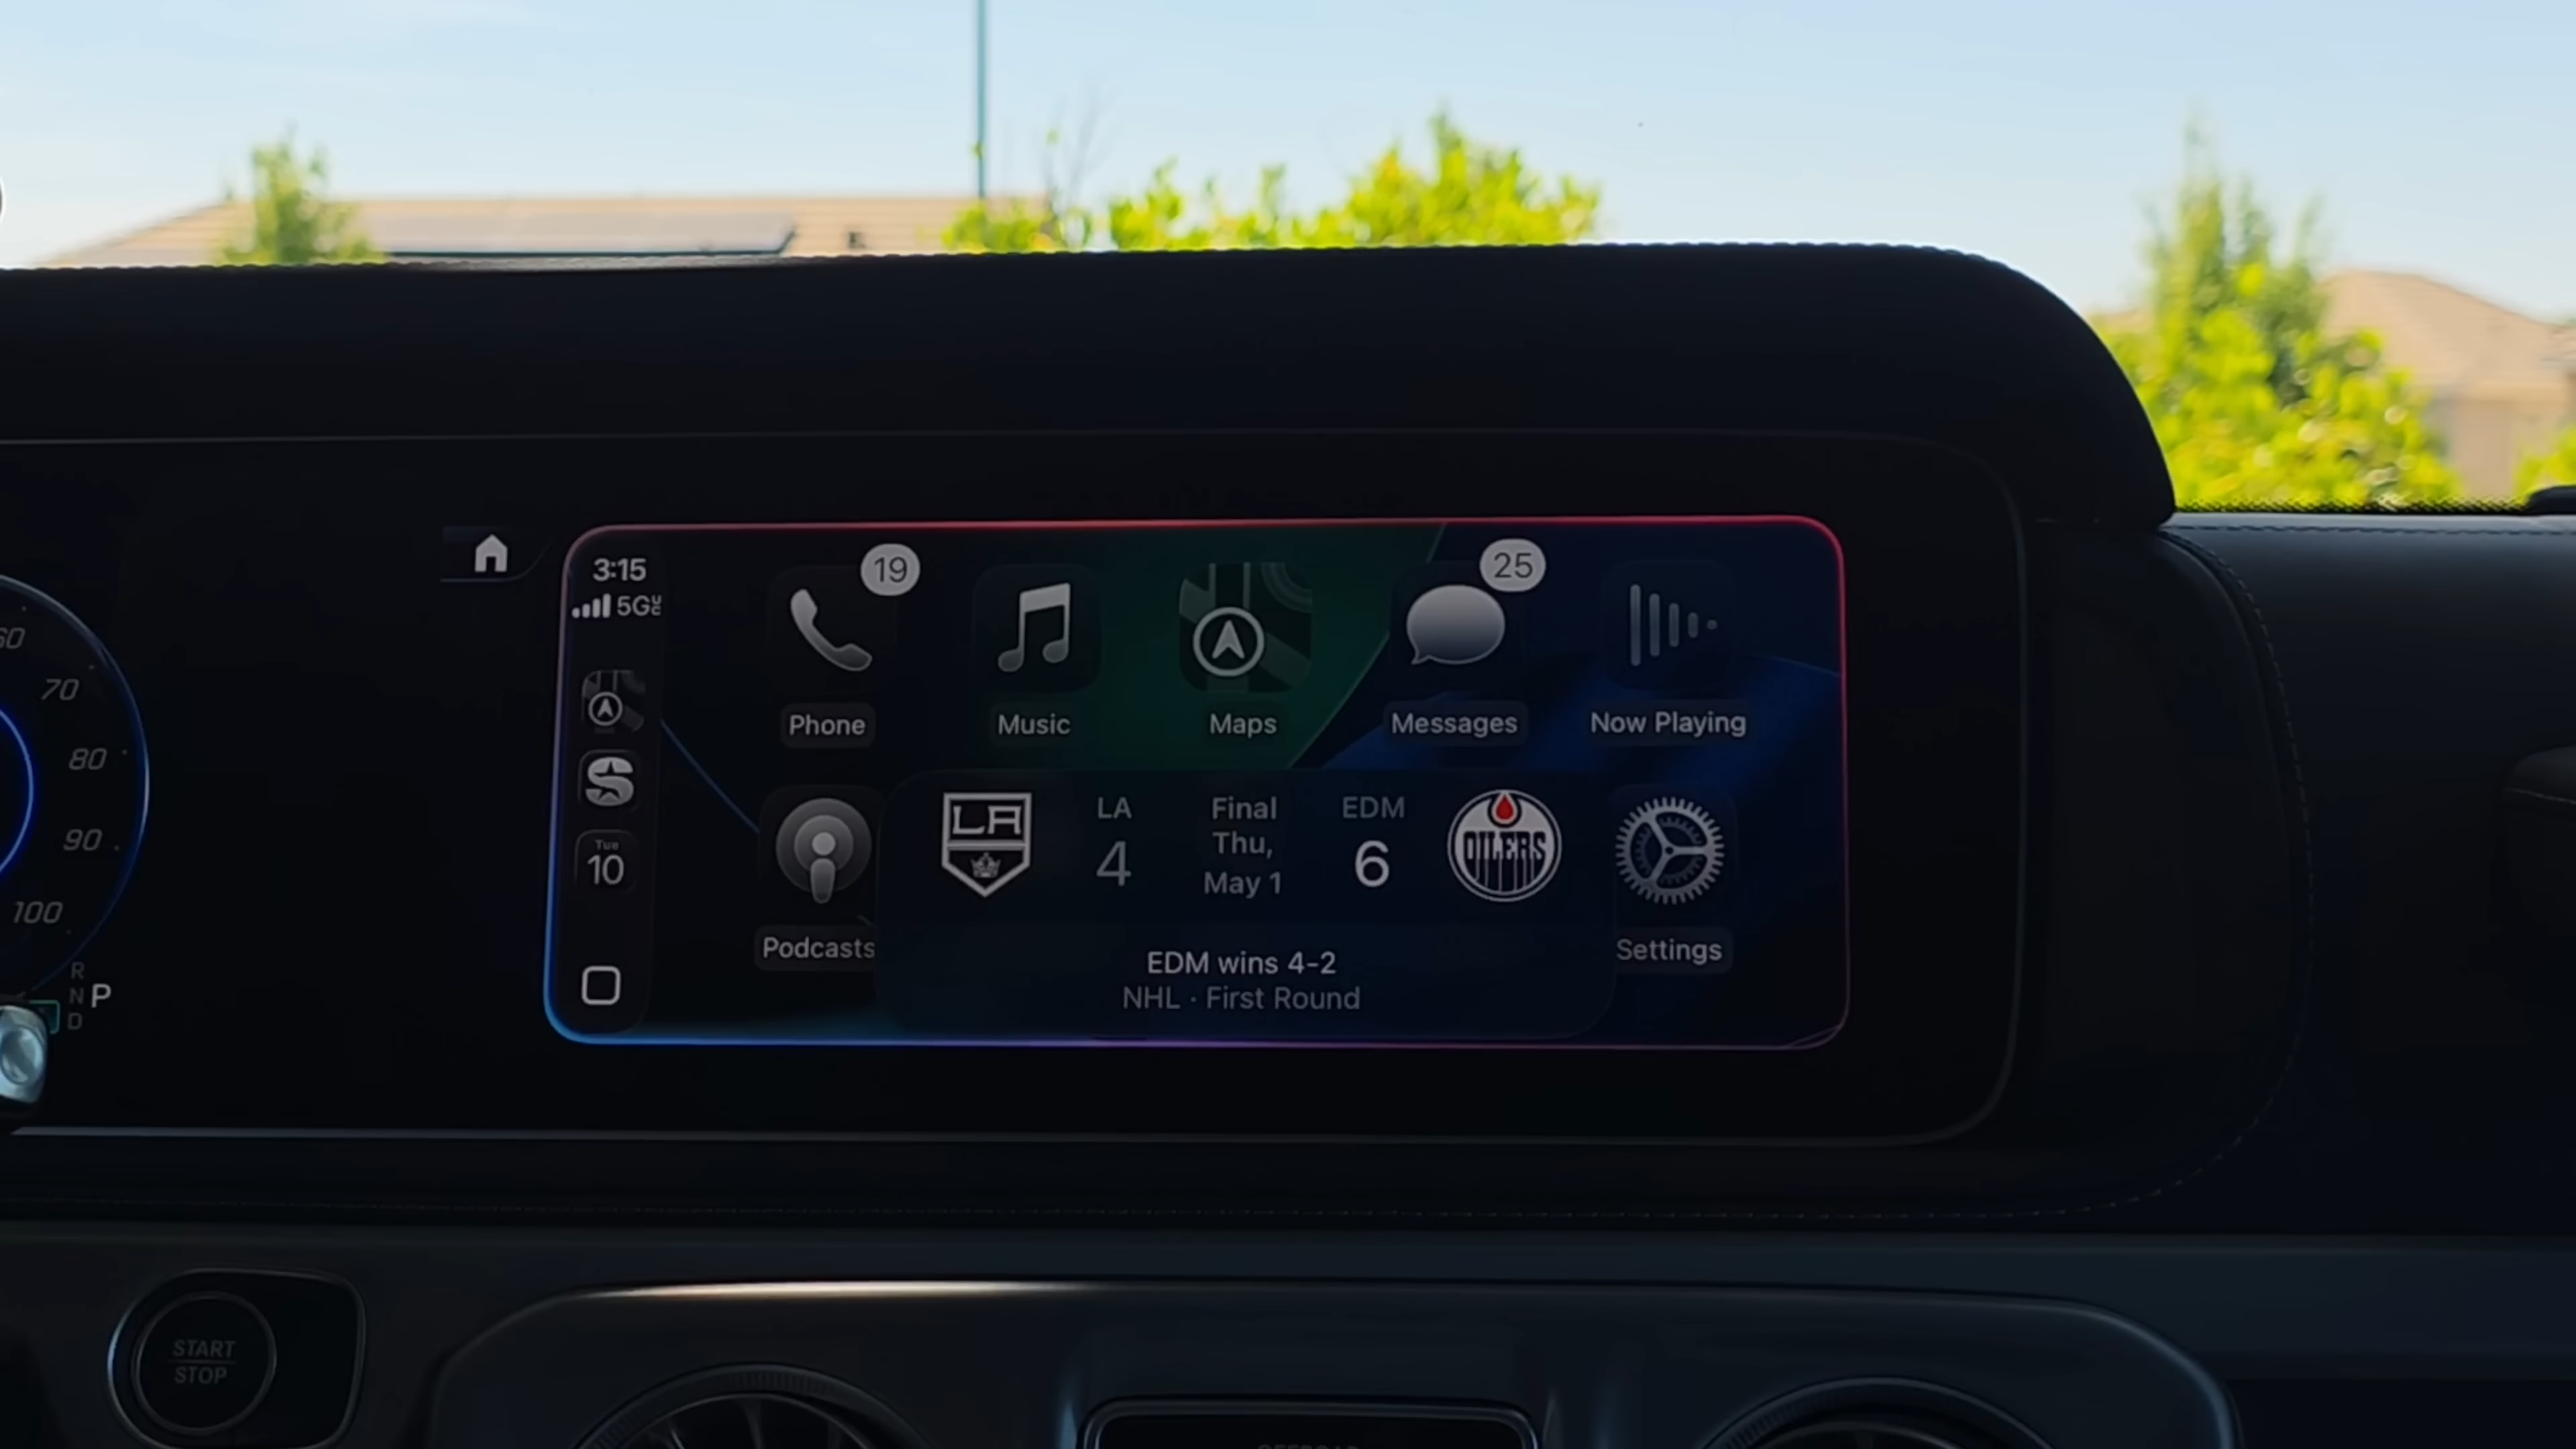 3:15
5G UC
19
25
Phone
Music
Maps
Messages
Now Playing
Tue
10
LA
LA
4
Final
Thu,
May 1
EDM
6
OILERS
Podcasts
Settings
EDM wins 4-2
NHL · First Round
70
80
90
100
R
N
P
D
START
STOP